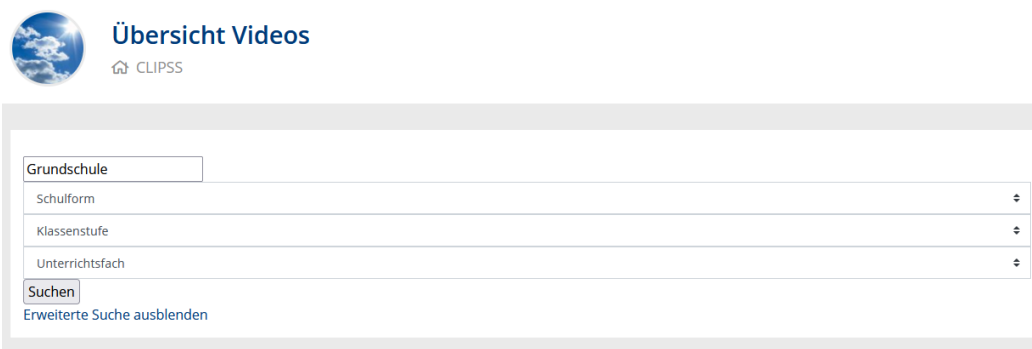 Übersicht Videos
CLIPSS
Grundschule
Schulform
Klassenstufe
Unterrichtsfach
Suchen
Erweiterte Suche ausblenden